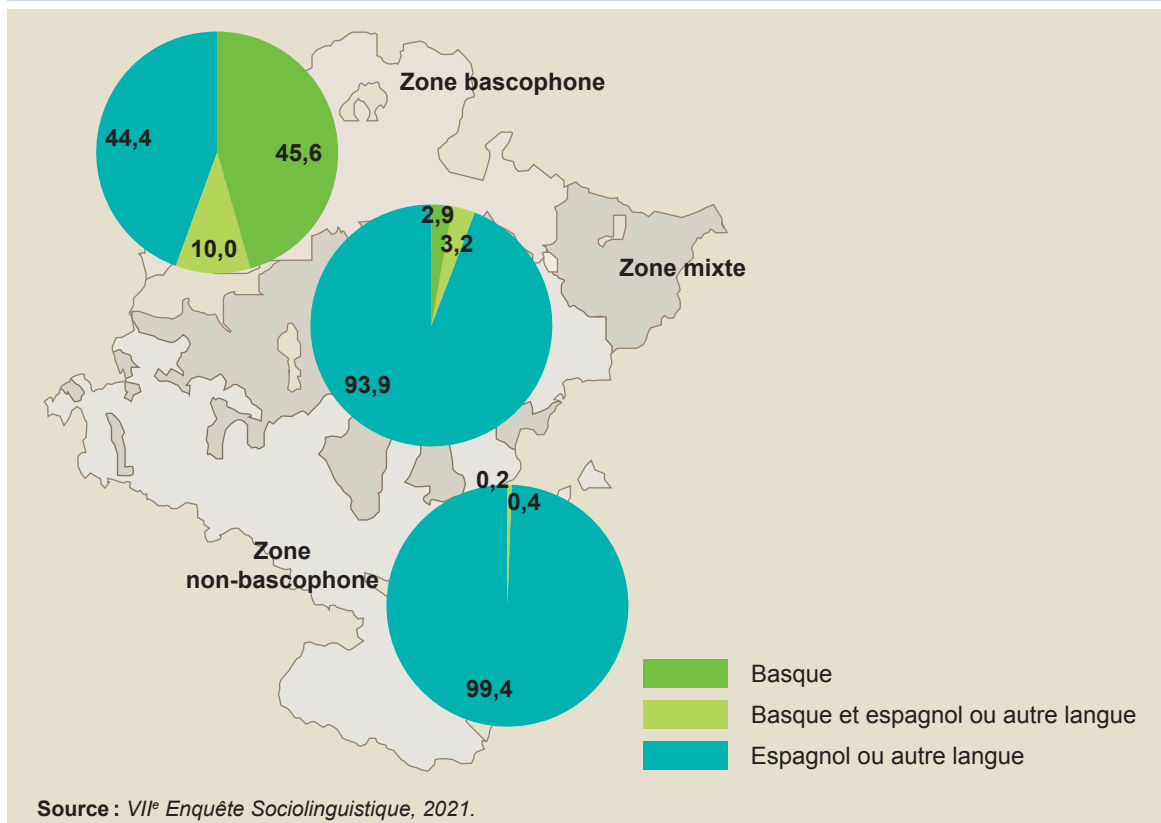 Zone bascophone
44,4
45,6
10,0
2,9
3,2
Zone mixte
93,9
0,2
0,4
Zone
non-bascophone
99,4
Basque
Basque et espagnol ou autre langue
Espagnol ou autre langue
Source : VIIe Enquête Sociolinguistique, 2021.